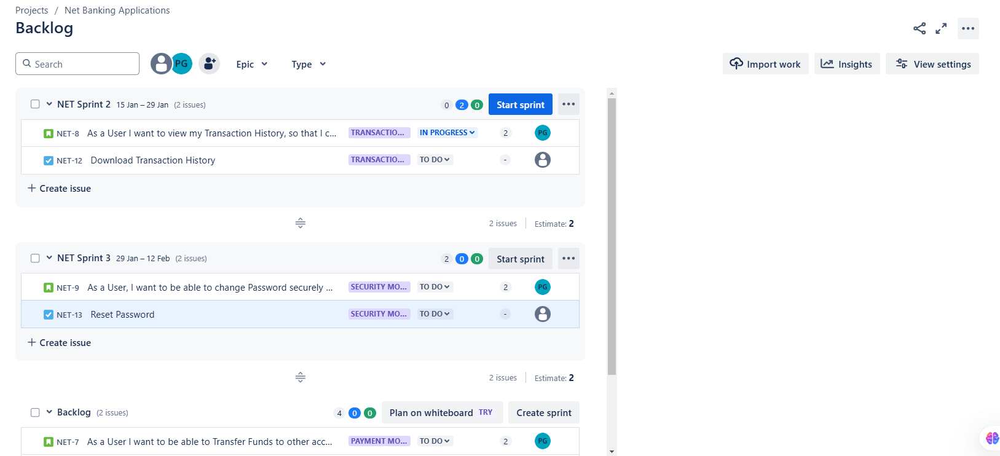 Projects / Net Banking Applications
Backlog
Search
PG
Epic
Type
Import work
Insights
View settings
NET Sprint 2 15 Jan – 29 Jan (2 issues) 0 2 0 Start sprint
NET-8 As a User I want to view my Transaction History, so that I c... TRANSACTIO... IN PROGRESS 2 PG
NET-12 Download Transaction History TRANSACTIO... TO DO -
+ Create issue
2 issues Estimate: 2
NET Sprint 3 29 Jan – 12 Feb (2 issues) 2 0 0 Start sprint
NET-9 As a User, I want to be able to change Password securely ... SECURITY MO... TO DO 2 PG
NET-13 Reset Password SECURITY MO... TO DO -
+ Create issue
2 issues Estimate: 2
Backlog (2 issues) 4 0 0 Plan on whiteboard TRY Create sprint
NET-7 As a User I want to be able to Transfer Funds to other acc... PAYMENT MO... TO DO 2 PG